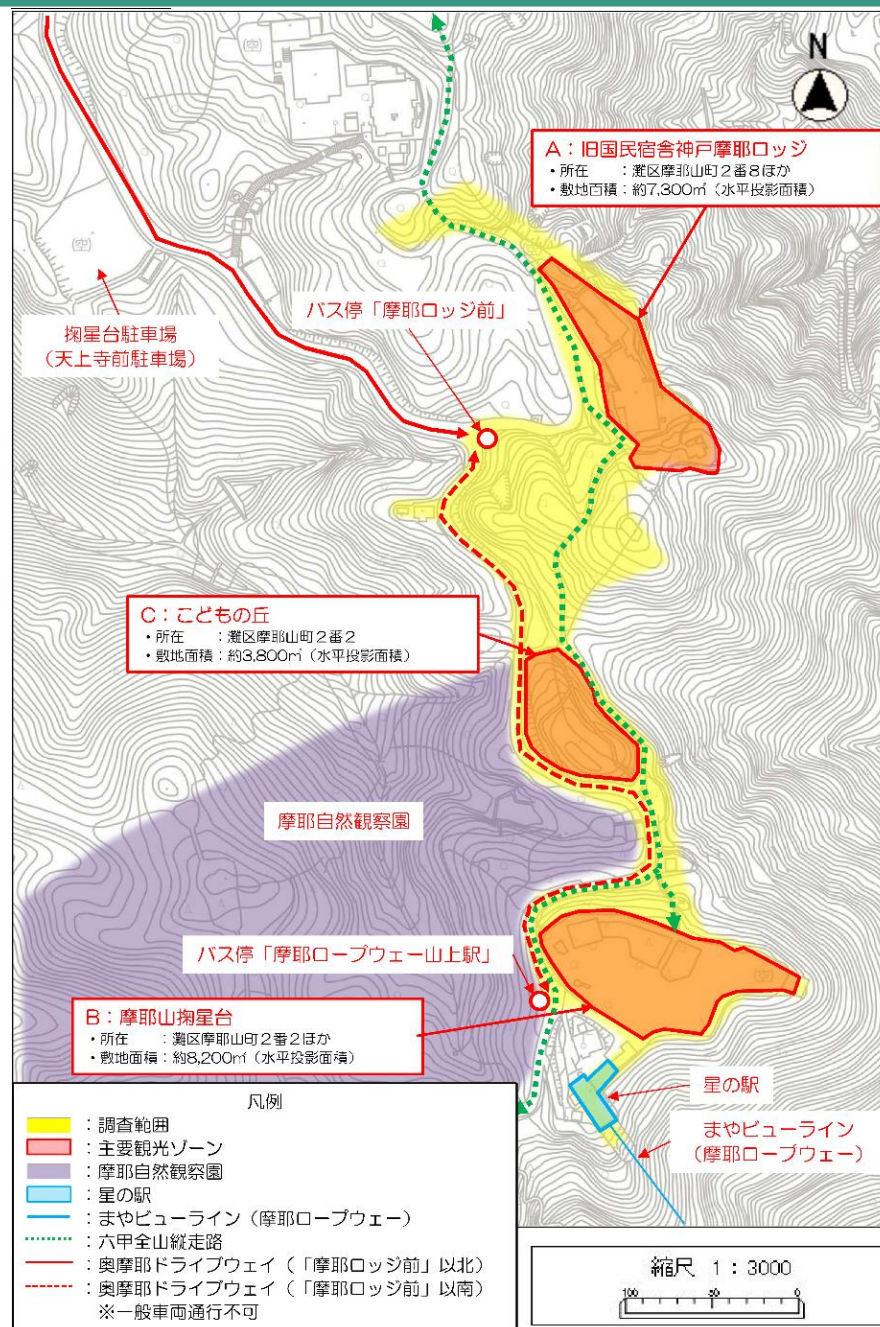 N
A:旧国民宿舎神戸摩耶ロッジ
・所在 :灘区摩耶山町2番8ほか
・敷地面積:約7,300㎡(水平投影面積)
バス停「摩耶ロッジ前」
掬星台駐車場
(天上寺前駐車場)
C:こどもの丘
・所在 :灘区摩耶山町2番2
・敷地面積:約3,800㎡(水平投影面積)
摩耶自然観察園
バス停「摩耶ロープウェー山上駅」
B:摩耶山掬星台
・所在 :灘区摩耶山町2番2ほか
・敷地面積:約8,200㎡(水平投影面積)
星の駅
まやビューライン
(摩耶ロープウェー)
凡例
:調査範囲
:主要観光ゾーン
:摩耶自然観察園
:星の駅
:まやビューライン(摩耶ロープウェー)
:六甲全山縦走路
:奥摩耶ドライブウェイ(「摩耶ロッジ前」以北)
:奥摩耶ドライブウェイ(「摩耶ロッジ前」以南)
※一般車両通行不可
縮尺 1:3000
100 50 0